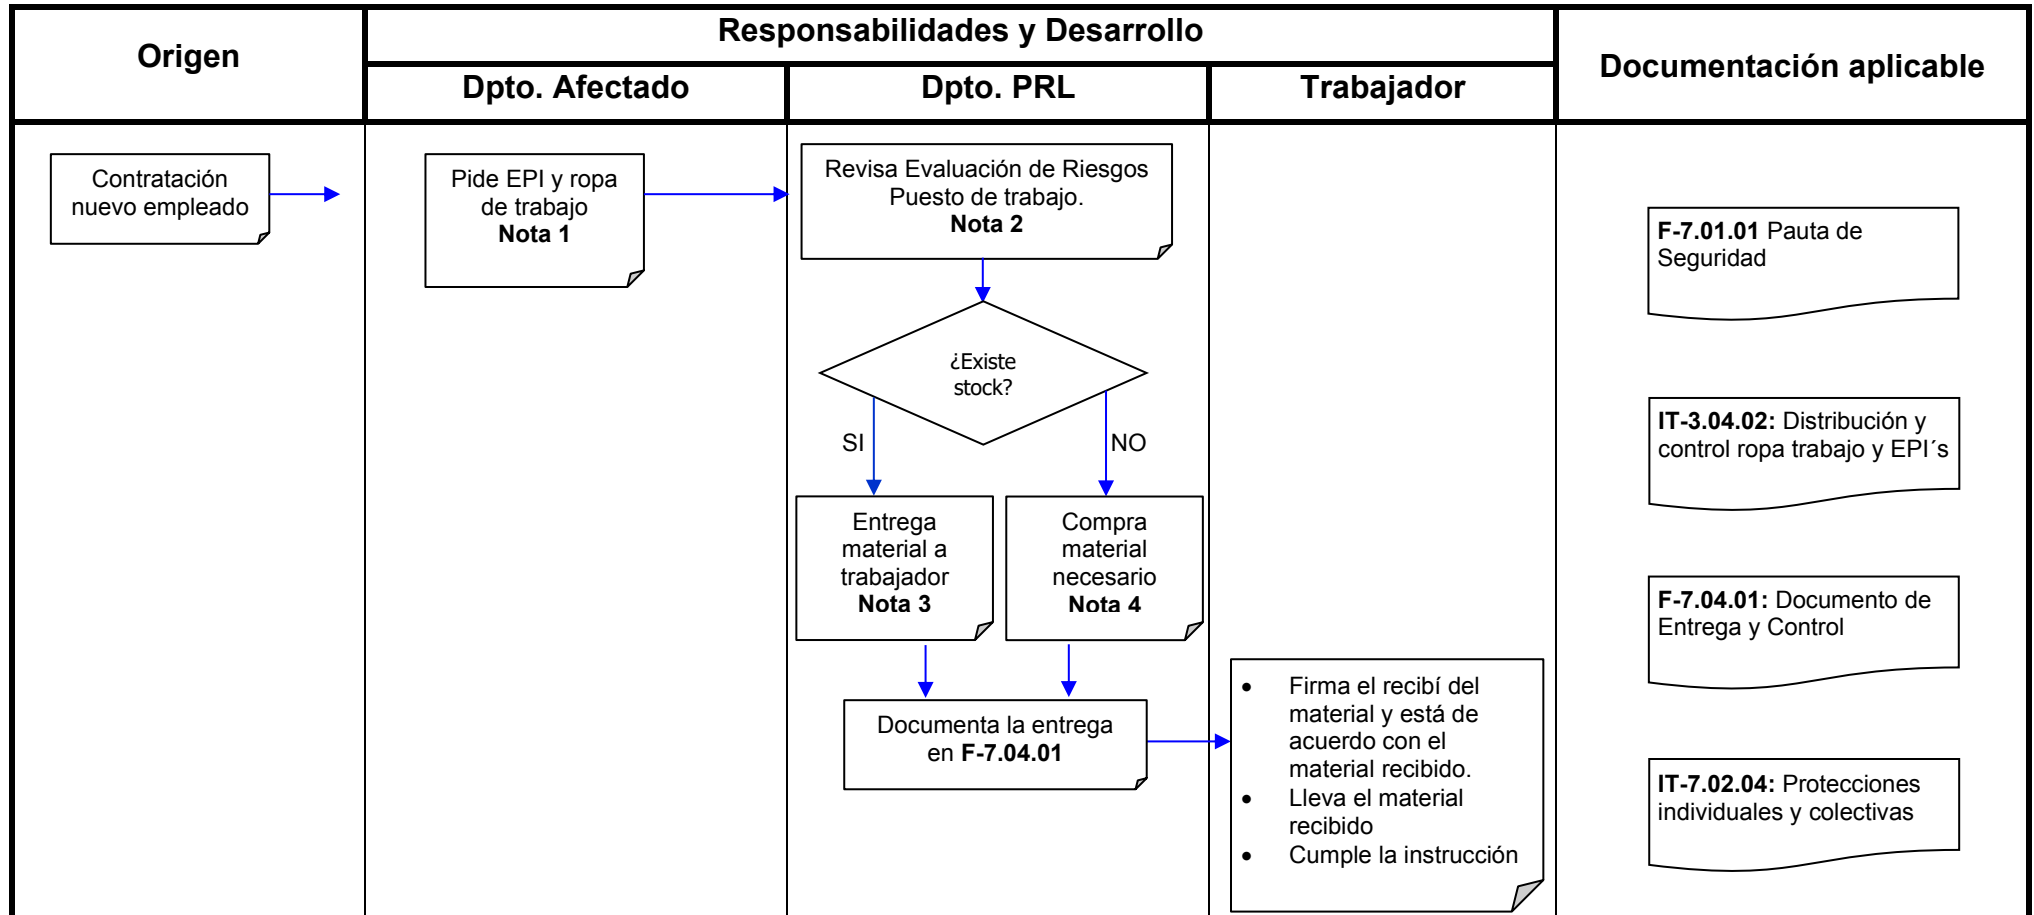 Origen
Responsabilidades y Desarrollo
Documentación aplicable
Dpto. Afectado
Dpto. PRL
Trabajador
Contratación
nuevo empleado
Pide EPI y ropa
de trabajo
Nota 1
Revisa Evaluación de Riesgos
Puesto de trabajo.
Nota 2
¿Existe
stock?
SI
NO
Entrega
material a
trabajador
Nota 3
Compra
material
necesario
Nota 4
Documenta la entrega
en F-7.04.01
• Firma el recibí del
material y está de
acuerdo con el
material recibido.
• Lleva el material
recibido
• Cumple la instrucción
F-7.01.01 Pauta de
Seguridad
IT-3.04.02: Distribución y
control ropa trabajo y EPI´s
F-7.04.01: Documento de
Entrega y Control
IT-7.02.04: Protecciones
individuales y colectivas